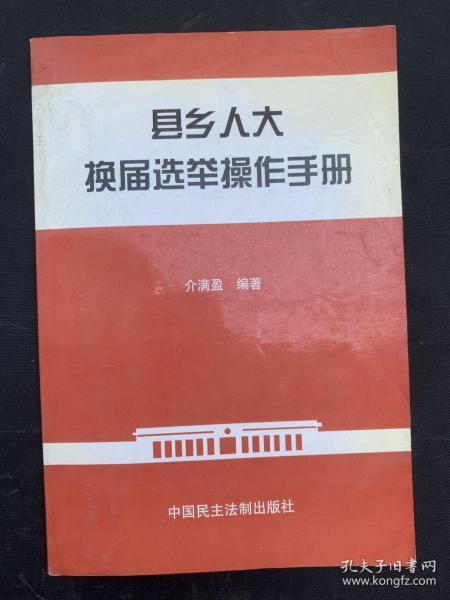 县乡人大
换届选举操作手册
介满盈 编著
中国民主法制出版社
孔夫子旧书网
www.kongfz.com